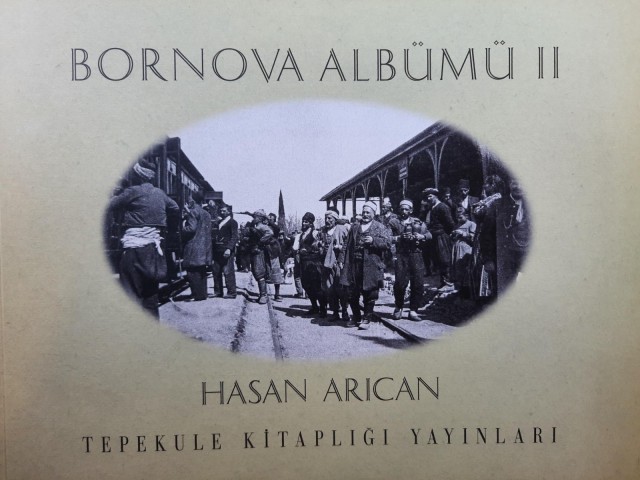 BORNOVA ALBÜMÜ II
HASAN ARICAN
TEPEKULE KİTAPLIĞI YAYINLARI